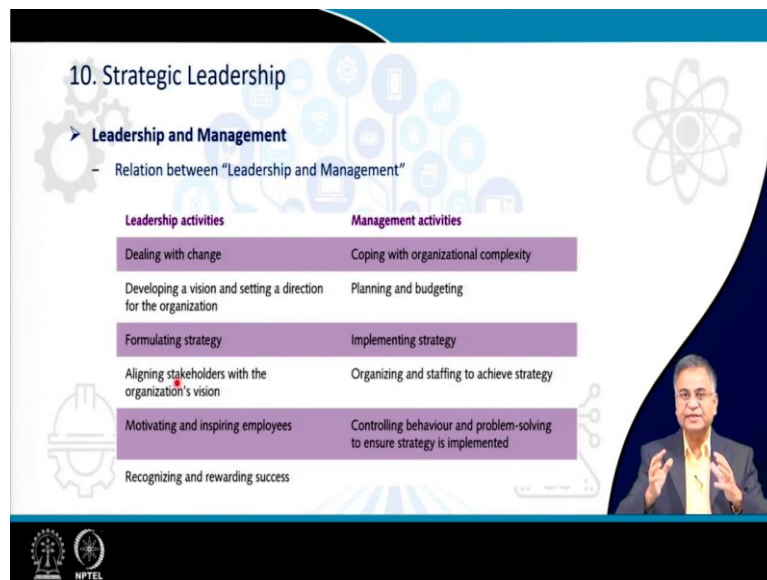 10. Strategic Leadership
➤ Leadership and Management
– Relation between “Leadership and Management”
Leadership activities Management activities
Dealing with change Coping with organizational complexity
Developing a vision and setting a direction Planning and budgeting
for the organization
Formulating strategy Implementing strategy
Aligning stakeholders with the Organizing and staffing to achieve strategy
organization's vision
Motivating and inspiring employees Controlling behaviour and problem-solving
to ensure strategy is implemented
Recognizing and rewarding success
NPTEL